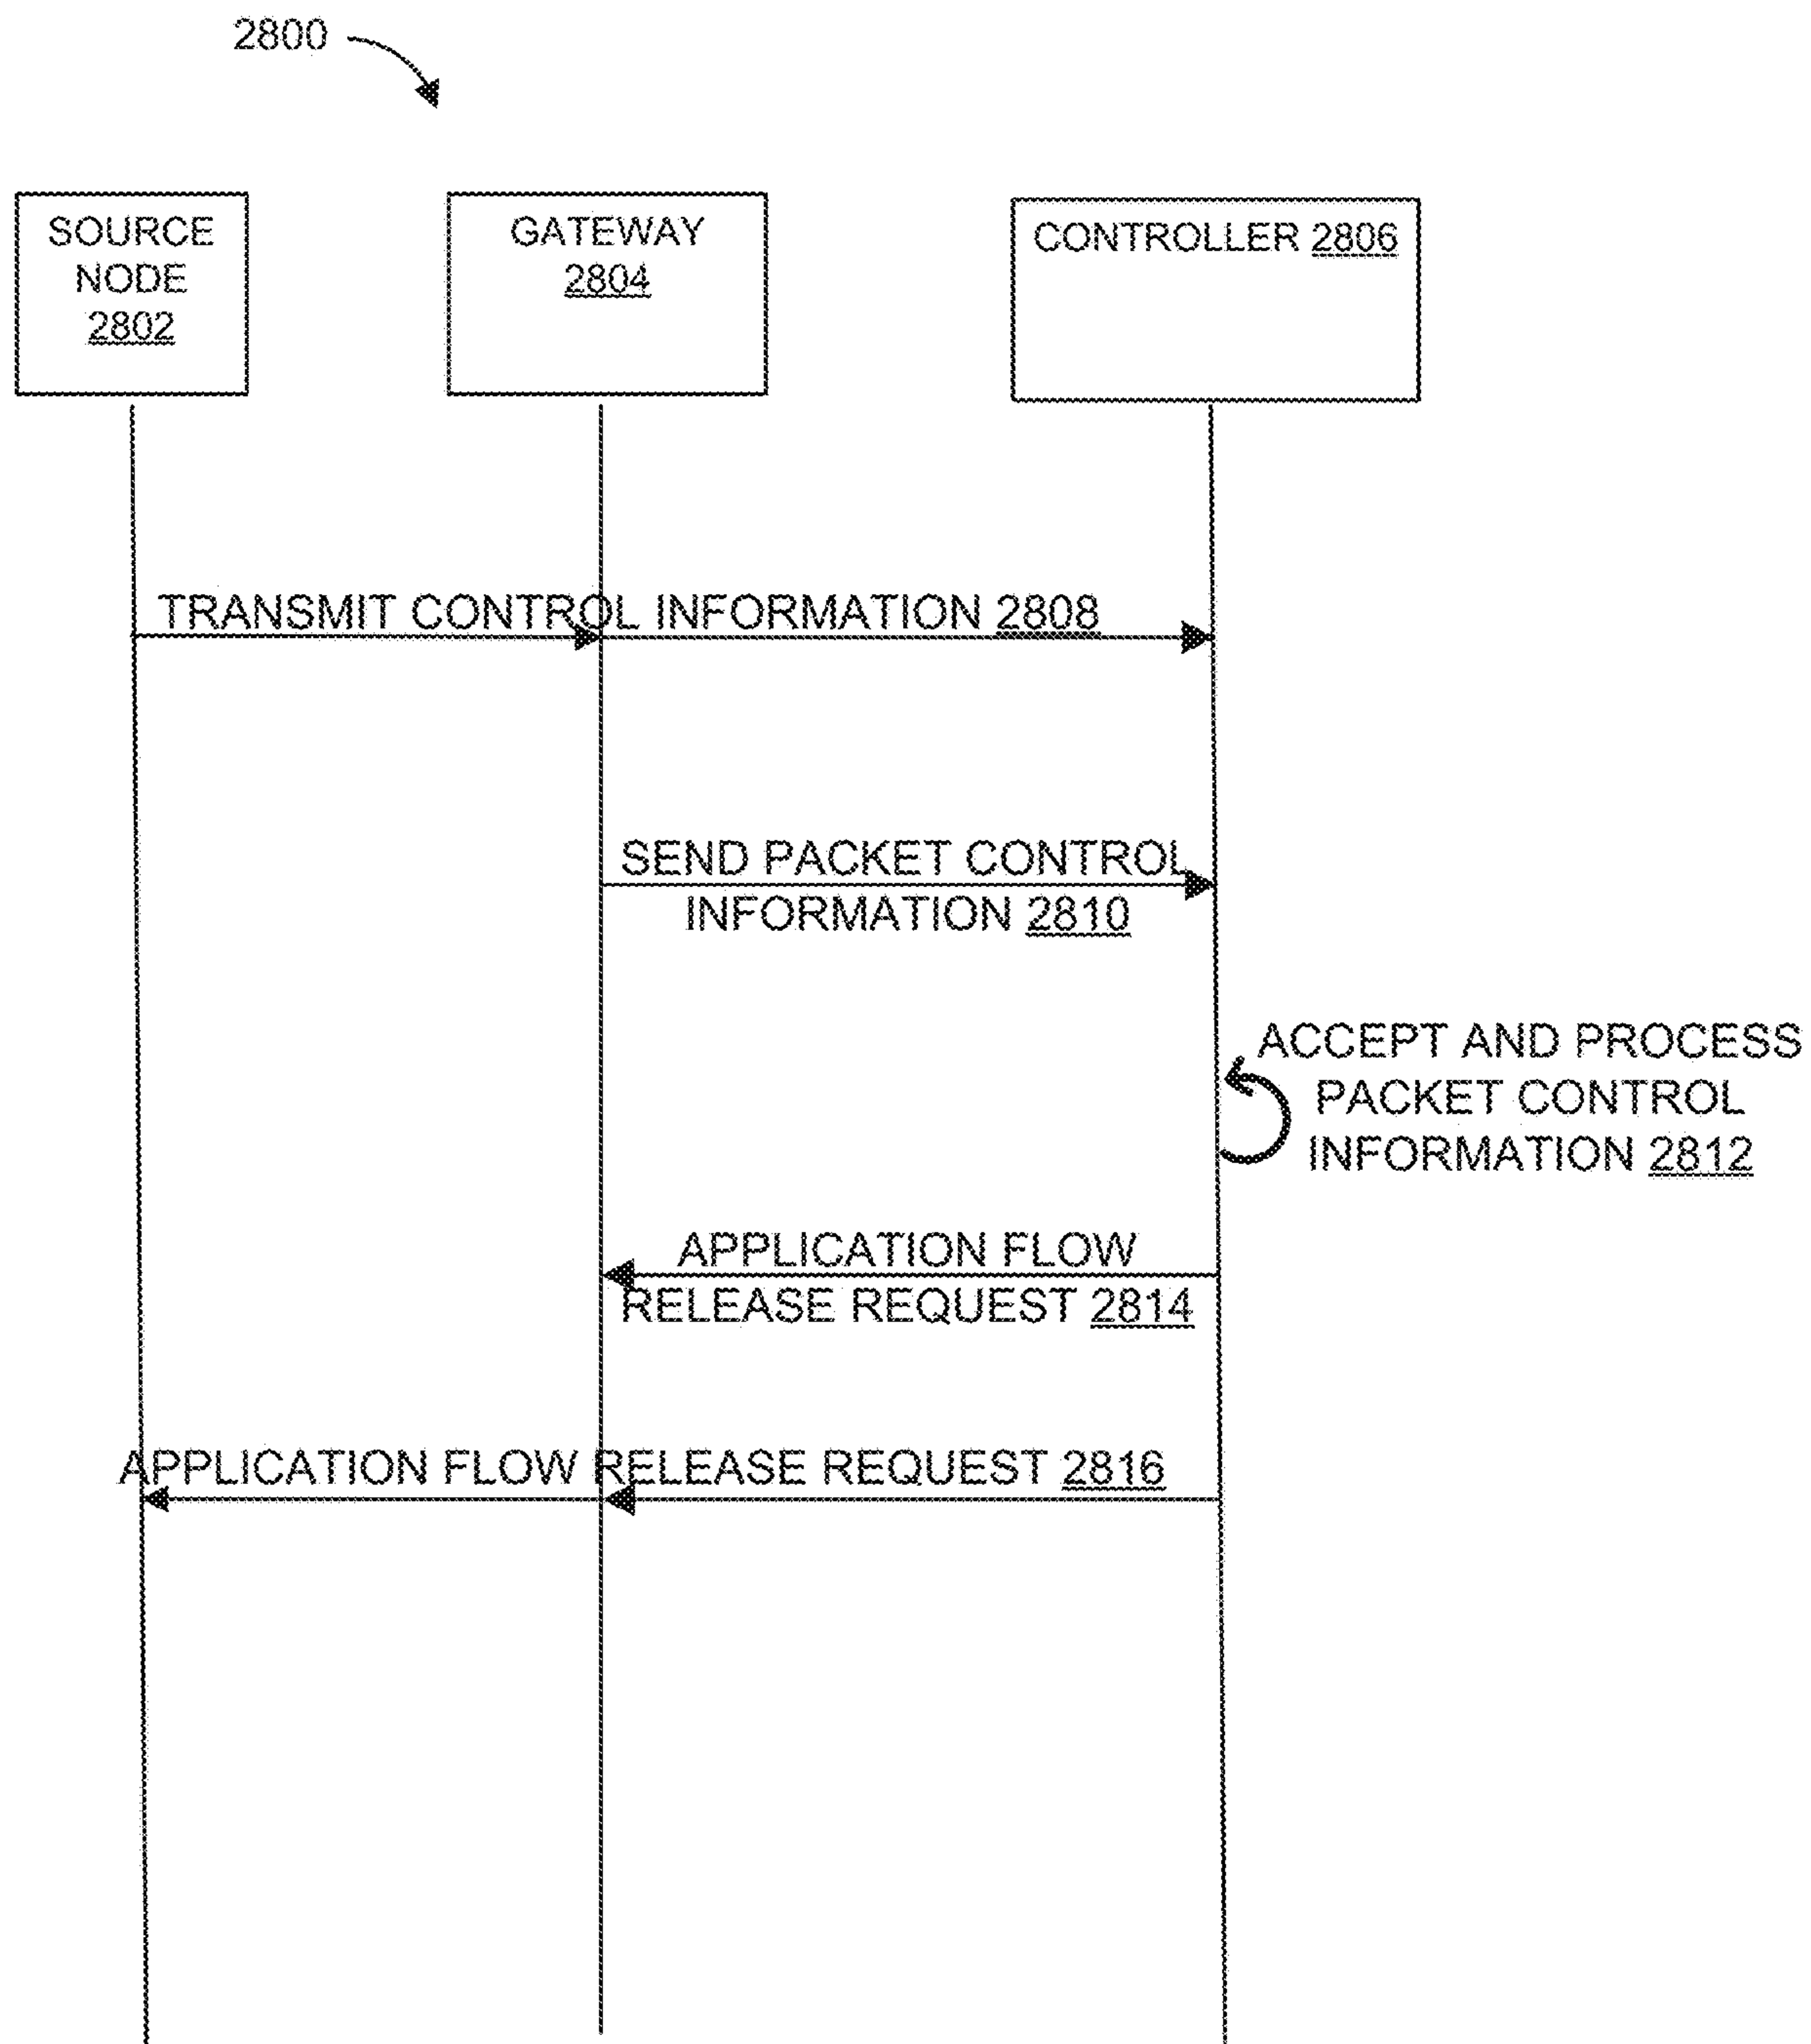 2800
SOURCE
NODE
2802
GATEWAY
2804
CONTROLLER 2806
TRANSMIT CONTROL INFORMATION 2808
SEND PACKET CONTROL
INFORMATION 2810
ACCEPT AND PROCESS
PACKET CONTROL
INFORMATION 2812
APPLICATION FLOW
RELEASE REQUEST 2814
APPLICATION FLOW RELEASE REQUEST 2816